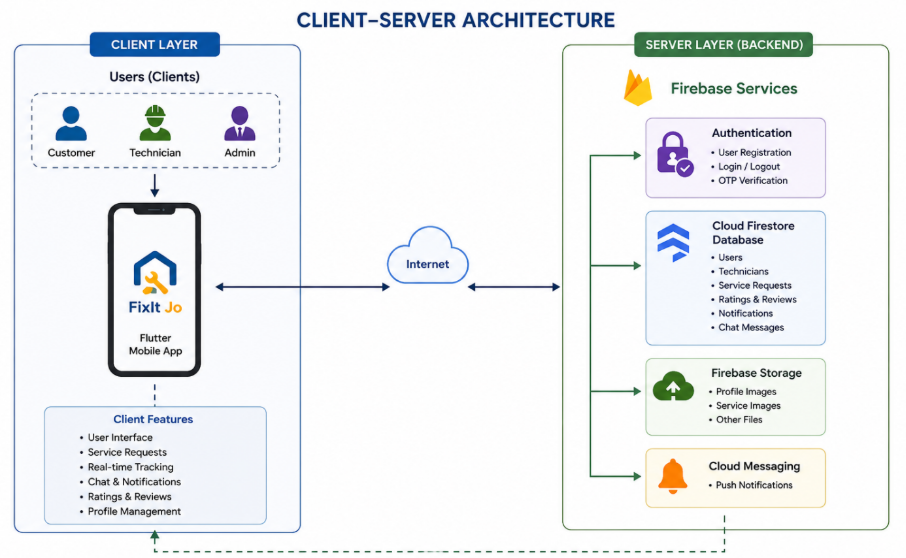 CLIENT–SERVER ARCHITECTURE
CLIENT LAYER
Users (Clients)
Customer
Technician
Admin
FixIt Jo
Flutter
Mobile App
Client Features
• User Interface
• Service Requests
• Real-time Tracking
• Chat & Notifications
• Ratings & Reviews
• Profile Management
Internet
SERVER LAYER (BACKEND)
Firebase Services
Authentication
• User Registration
• Login / Logout
• OTP Verification
Cloud Firestore
Database
• Users
• Technicians
• Service Requests
• Ratings & Reviews
• Notifications
• Chat Messages
Firebase Storage
• Profile Images
• Service Images
• Other Files
Cloud Messaging
• Push Notifications